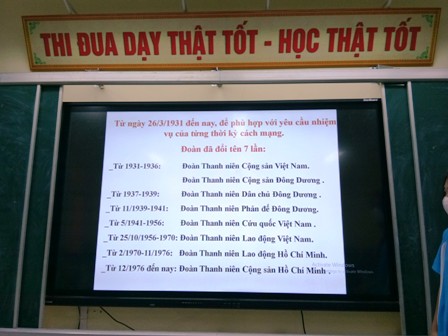 THI ĐUA DẠY THẬT TỐT - HỌC THẬT TỐT
Từ ngày 26/3/1931 đến nay, để phù hợp với yêu cầu nhiệm
vụ của từng thời kỳ cách mạng.
Đoàn đã đổi tên 7 lần:
_Từ 1931-1936: Đoàn Thanh niên Cộng sản Việt Nam.
Đoàn Thanh niên Cộng sản Đông Dương .
_Từ 1937-1939: Đoàn Thanh niên Dân chủ Đông Dương .
_Từ 11/1939-1941: Đoàn Thanh niên Phản đế Đông Dương.
_Từ 5/1941-1956: Đoàn Thanh niên Cứu quốc Việt Nam .
_Từ 25/10/1956-1970: Đoàn Thanh niên Lao động Việt Nam.
_Từ 2/1970-11/1976: Đoàn Thanh niên Lao động Hồ Chí Minh.
_Từ 12/1976 đến nay: Đoàn Thanh niên Cộng sản Hồ Chí Minh .
Activate Windows